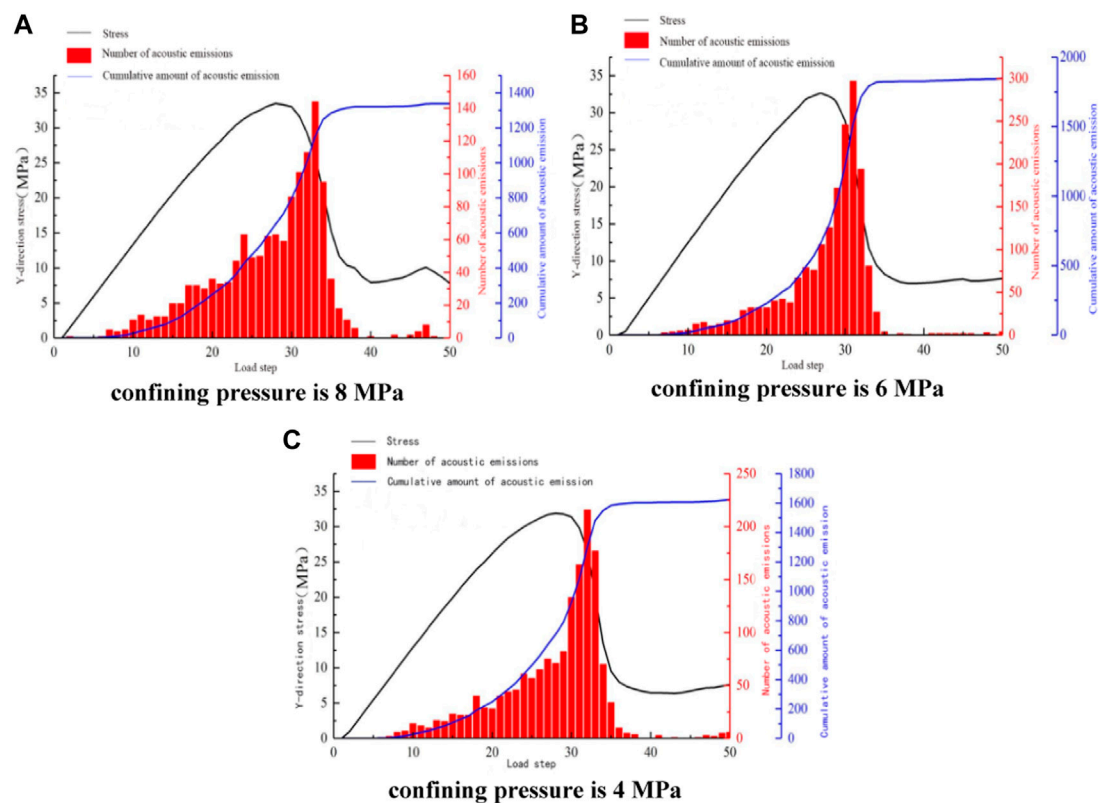 A
Stress
Number of acoustic emissions
Cumulative amount of acoustic emission
35
30
25
20
15
10
5
0
Y-direction stress(MPa)
160
140
120
100
80
60
40
20
0
Number of acoustic emissions
1400
1200
1000
800
600
400
200
0
Cumulative amount of acoustic emission
0 10 20 30 40 50
Load step
confining pressure is 8 MPa
B
Stress
Number of acoustic emissions
Cumulative amount of acoustic emission
35
30
25
20
15
10
5
0
Y-direction stress(MPa)
300
250
200
150
100
50
0
Number of acoustic emissions
2000
1500
1000
500
0
Cumulative amount of acoustic emission
0 10 20 30 40 50
Load step
confining pressure is 6 MPa
C
Stress
Number of acoustic emissions
Cumulative amount of acoustic emission
35
30
25
20
15
10
5
0
Y-direction stress(MPa)
250
200
150
100
50
0
Number of acoustic emissions
1800
1600
1400
1200
1000
800
600
400
200
0
Cumulative amount of acoustic emission
0 10 20 30 40 50
Load step
confining pressure is 4 MPa